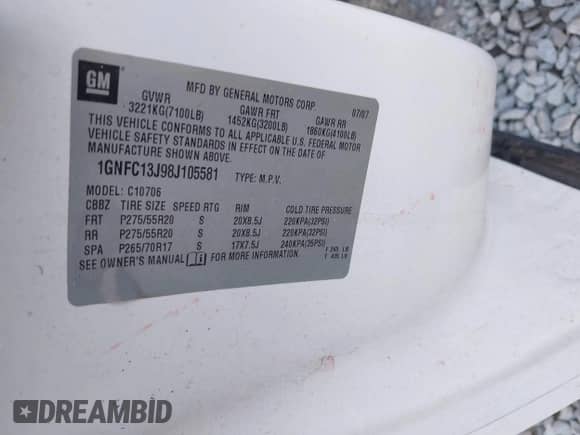 GM
MFD BY GENERAL MOTORS CORP
07/07
GVWR GAWR FRT GAWR RR
3221KG(7100LB) 1452KG(3200LB) 1860KG(4100LB)
THIS VEHICLE CONFORMS TO ALL APPLICABLE U.S. FEDERAL MOTOR
VEHICLE SAFETY STANDARDS IN EFFECT ON THE DATE OF
MANUFACTURE SHOWN ABOVE.
1GNFC13J98J105581 TYPE: M.P.V.
MODEL: C10706
CBBZ TIRE SIZE SPEED RTG RIM COLD TIRE PRESSURE
FRT P275/55R20 S 20X8.5J 220KPA(32PSI)
RR P275/55R20 S 20X8.5J 220KPA(32PSI)
SPA P265/70R17 S 17X7.5J 240KPA(35PSI)
SEE OWNER'S MANUAL FOR MORE INFORMATION.
DREAMBID